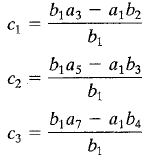 c₁ = (b₁a₃ − a₁b₂) / b₁
c₂ = (b₁a₅ − a₁b₃) / b₁
c₃ = (b₁a₇ − a₁b₄) / b₁